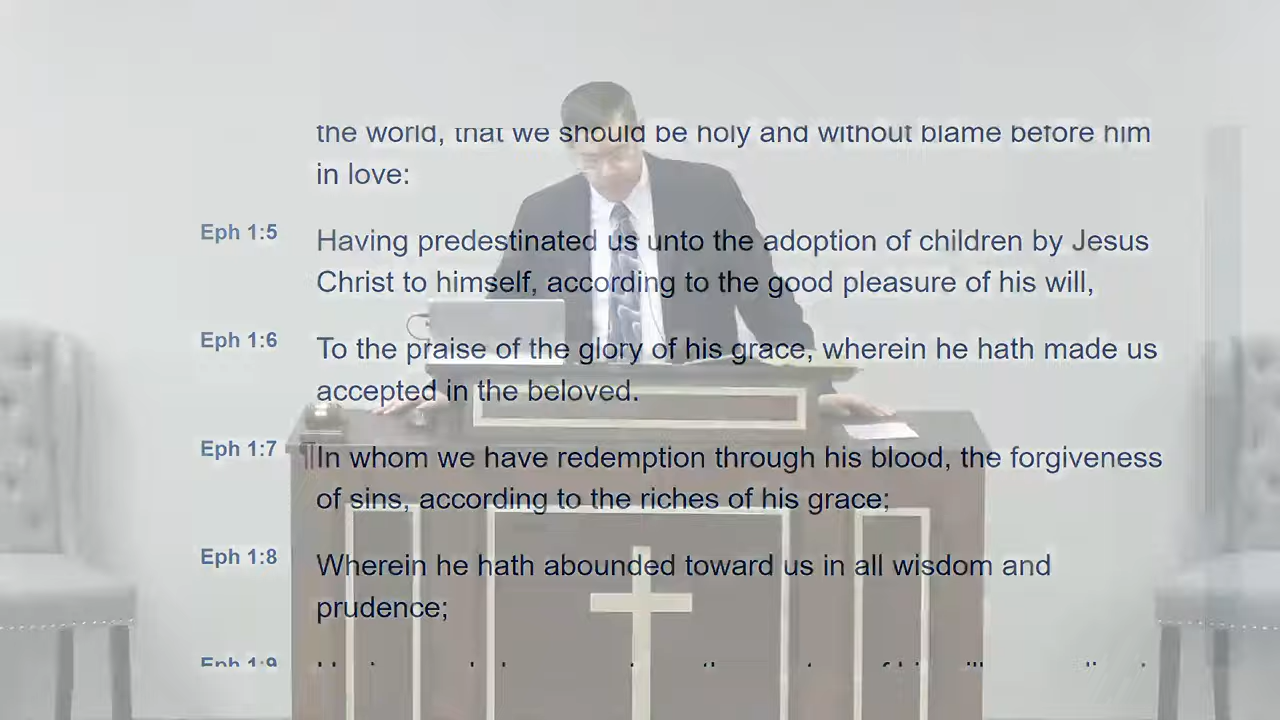 the world, that we should be holy and without blame before him
in love:
Eph 1:5 Having predestinated us unto the adoption of children by Jesus
Christ to himself, according to the good pleasure of his will,
Eph 1:6 To the praise of the glory of his grace, wherein he hath made us
accepted in the beloved.
Eph 1:7 ¶In whom we have redemption through his blood, the forgiveness
of sins, according to the riches of his grace;
Eph 1:8 Wherein he hath abounded toward us in all wisdom and
prudence;
Eph 1:9